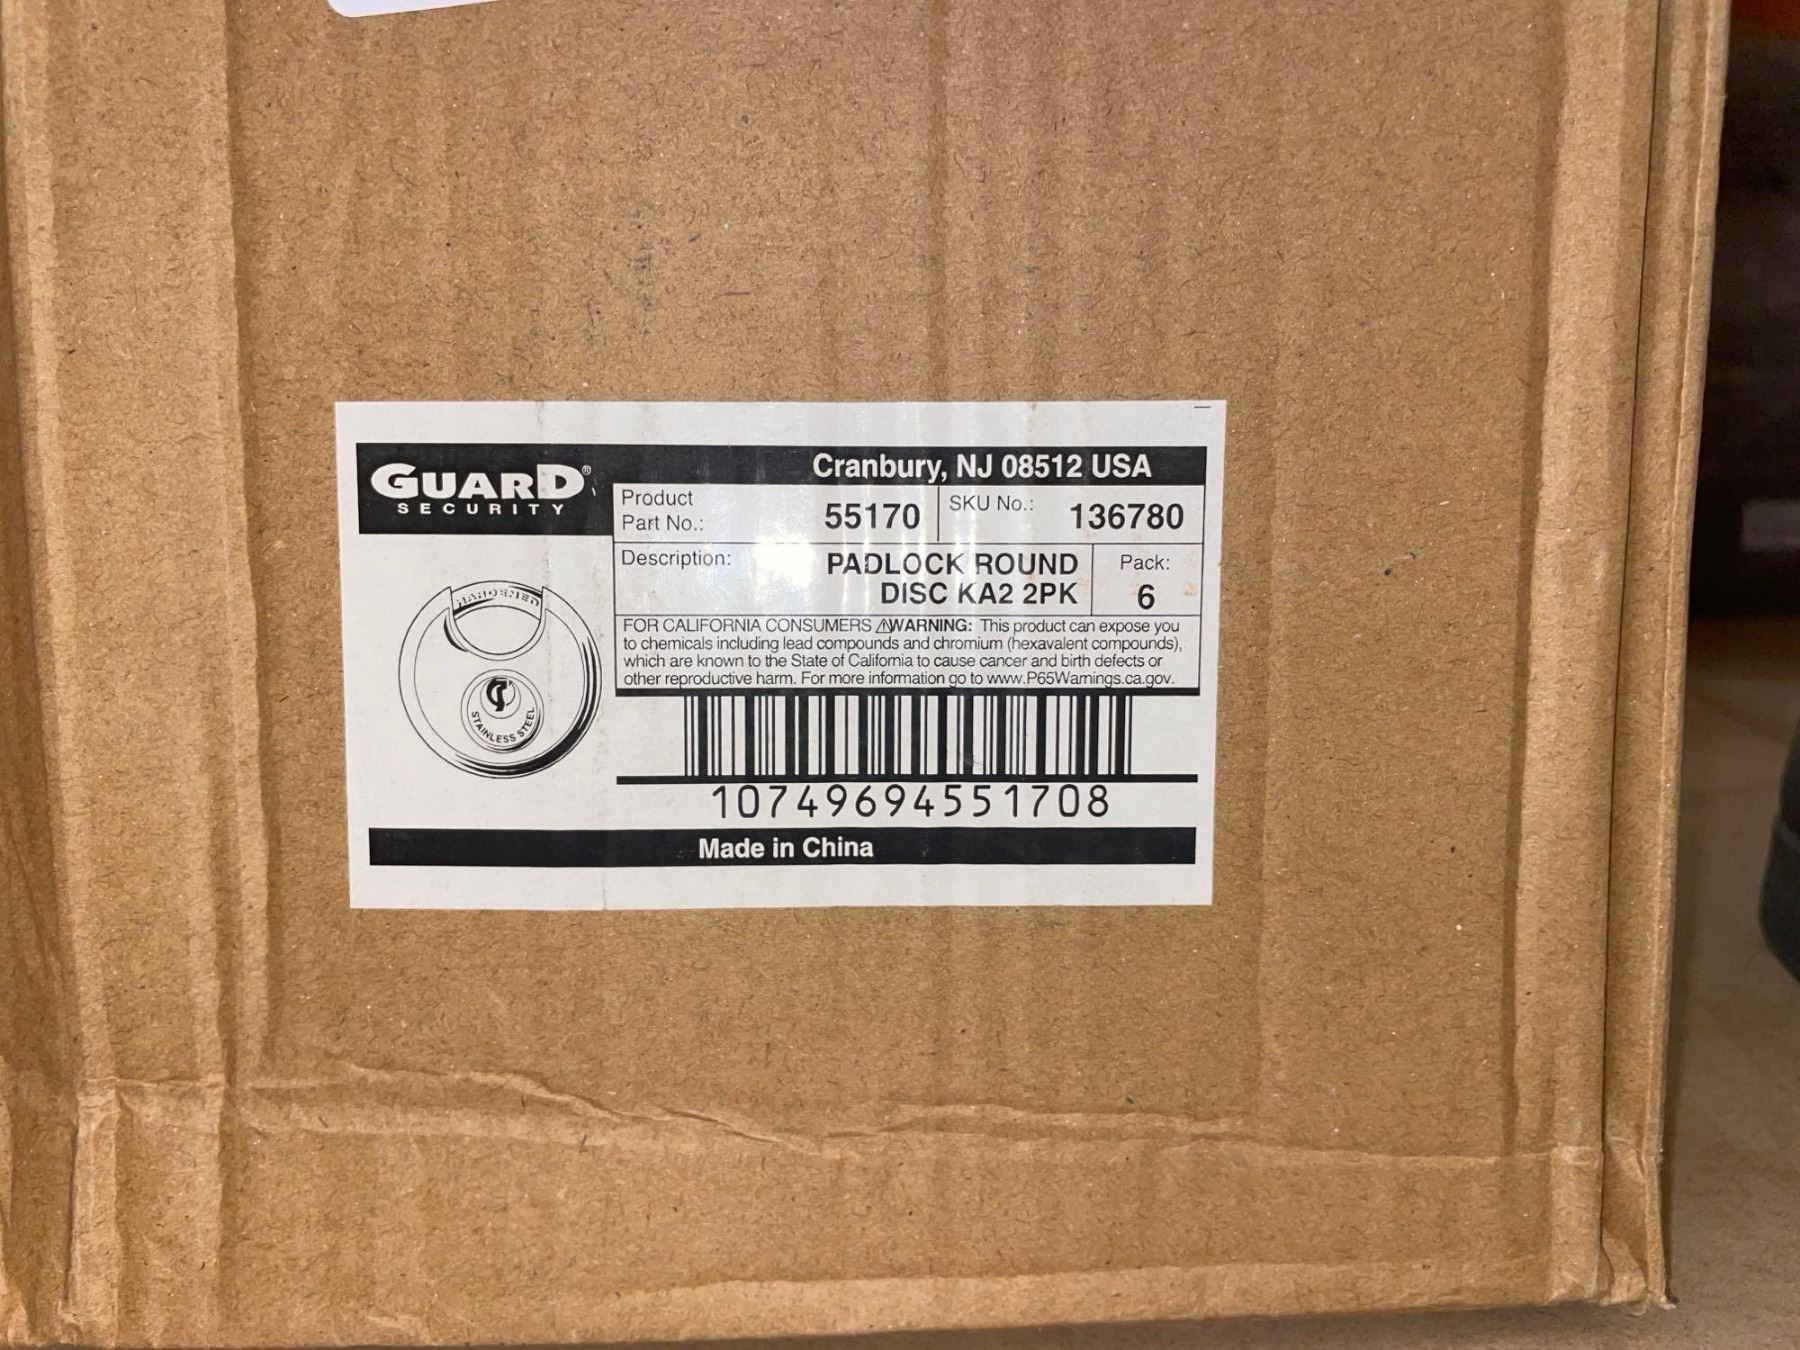 GUARD®
SECURITY
Cranbury, NJ 08512 USA
Product
Part No.:
55170
SKU No.:
136780
Description:
PADLOCK ROUND
DISC KA2 2PK
Pack:
6
HARDENED
STAINLESS STEEL
FOR CALIFORNIA CONSUMERS ⚠WARNING: This product can expose you
to chemicals including lead compounds and chromium (hexavalent compounds),
which are known to the State of California to cause cancer and birth defects or
other reproductive harm. For more information go to www.P65Warnings.ca.gov.
10749694551708
Made in China